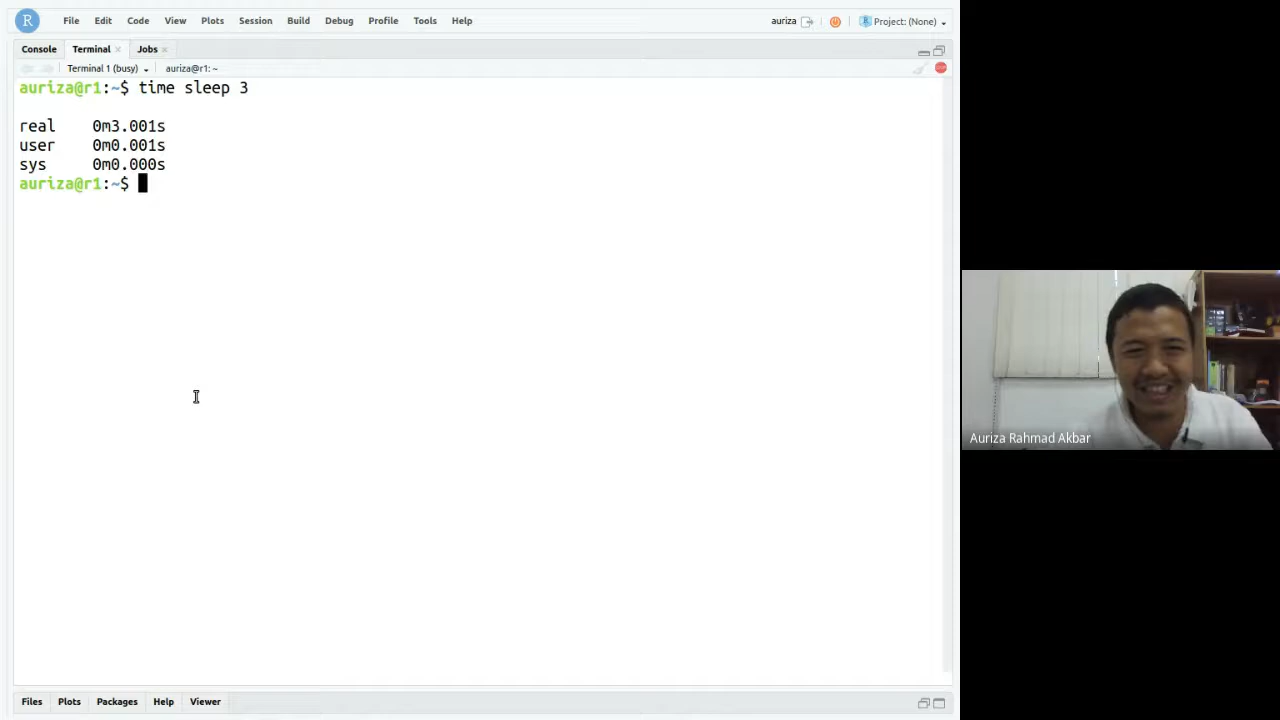 R File Edit Code View Plots Session Build Debug Profile Tools Help auriza R Project: (None)
Console Terminal Jobs
Terminal 1 (busy) auriza@r1: ~ STOP
auriza@r1:~$ time sleep 3
real 0m3.001s
user 0m0.001s
sys 0m0.000s
auriza@r1:~$
Auriza Rahmad Akbar
Files Plots Packages Help Viewer